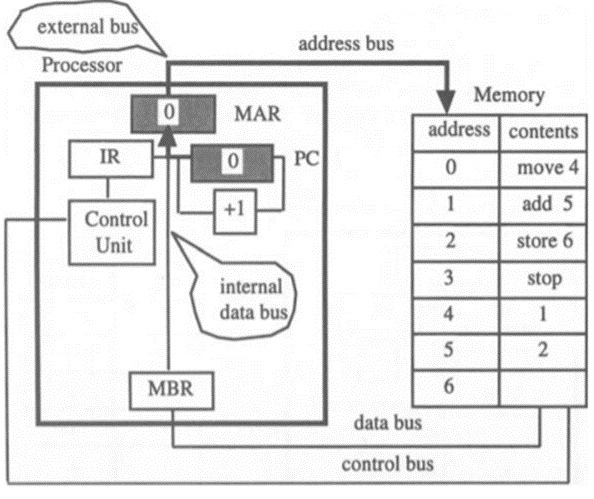 external bus
address bus
Processor
Memory
0
MAR
address contents
IR
0
PC
0 move 4
+1
1 add 5
Control
Unit
2 store 6
3 stop
internal
data bus
4 1
5 2
MBR
6
data bus
control bus